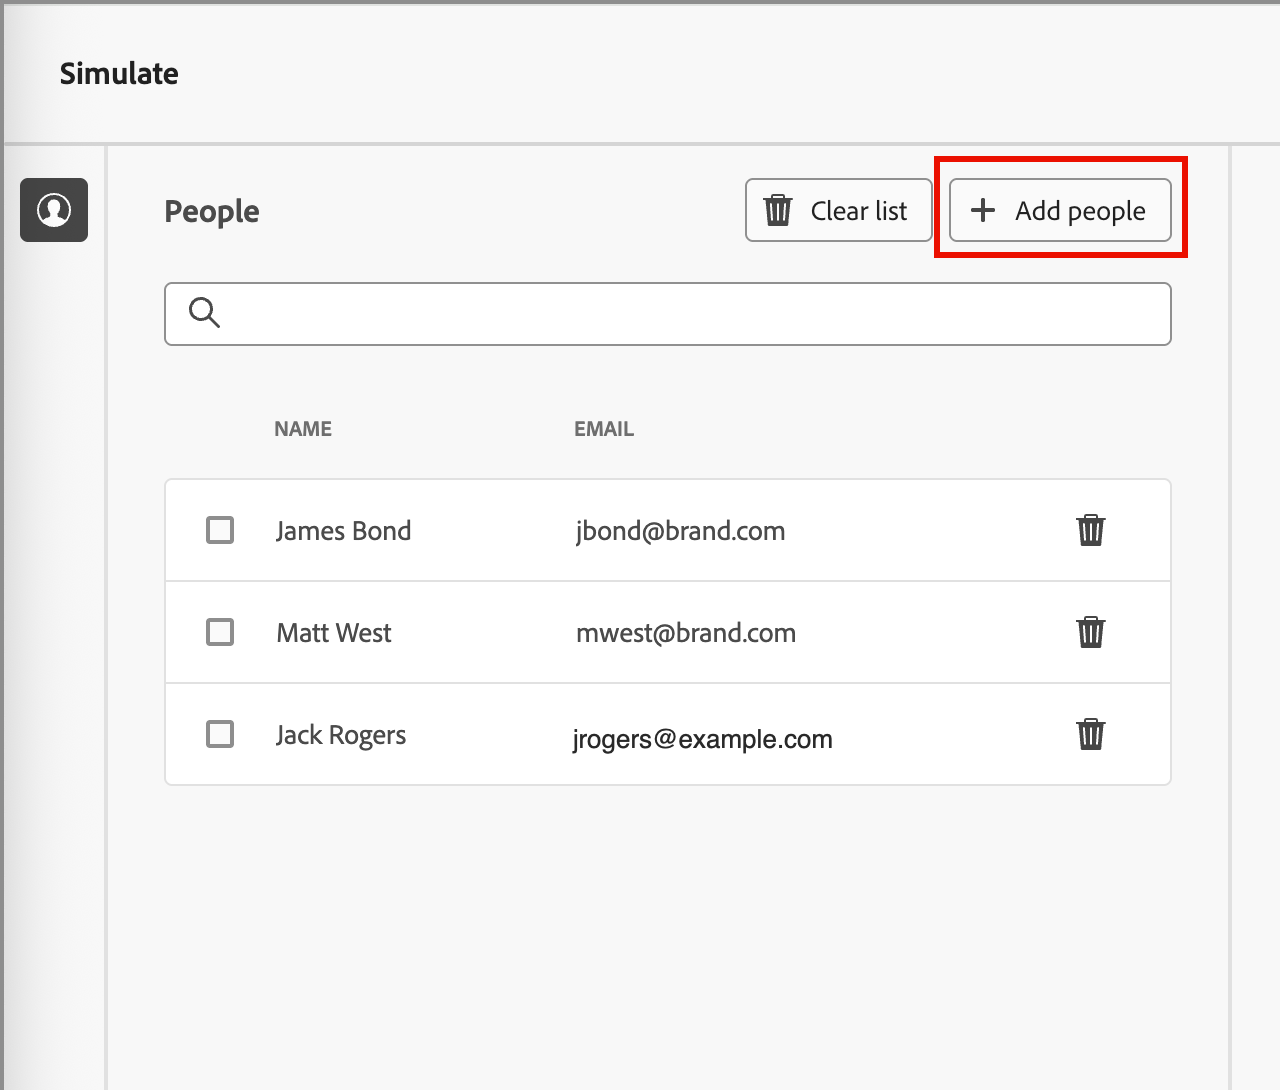 Simulate
People
Clear list
Add people
NAME EMAIL
James Bond jbond@brand.com
Matt West mwest@brand.com
Jack Rogers jrogers@example.com